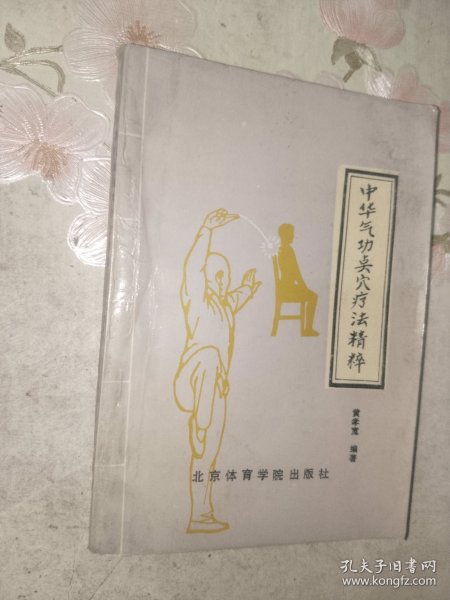 中华气功点穴疗法精粹
黄孝宽 编著
北京体育学院出版社
孔夫子旧书网
www.kongfz.com